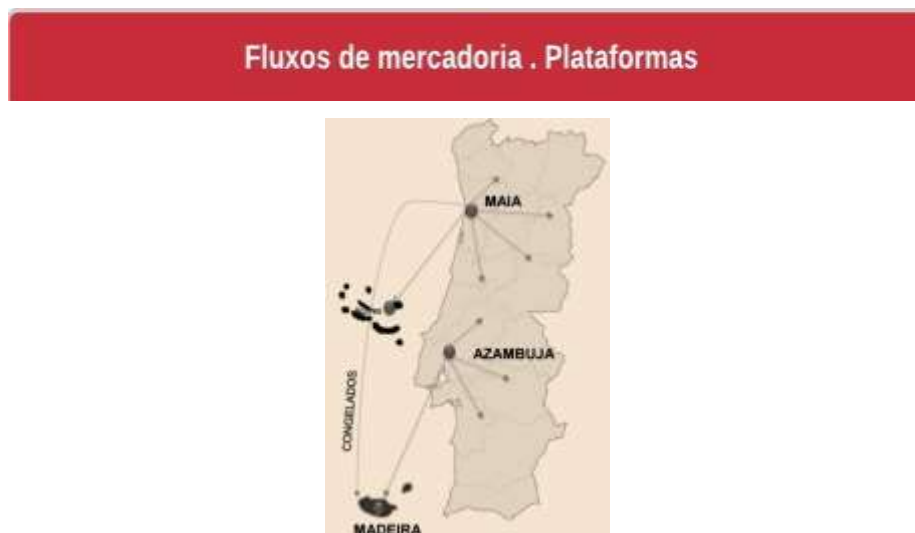 Fluxos de mercadoria . Plataformas
MAIA
AZAMBUJA
CONGELADOS
MADEIRA